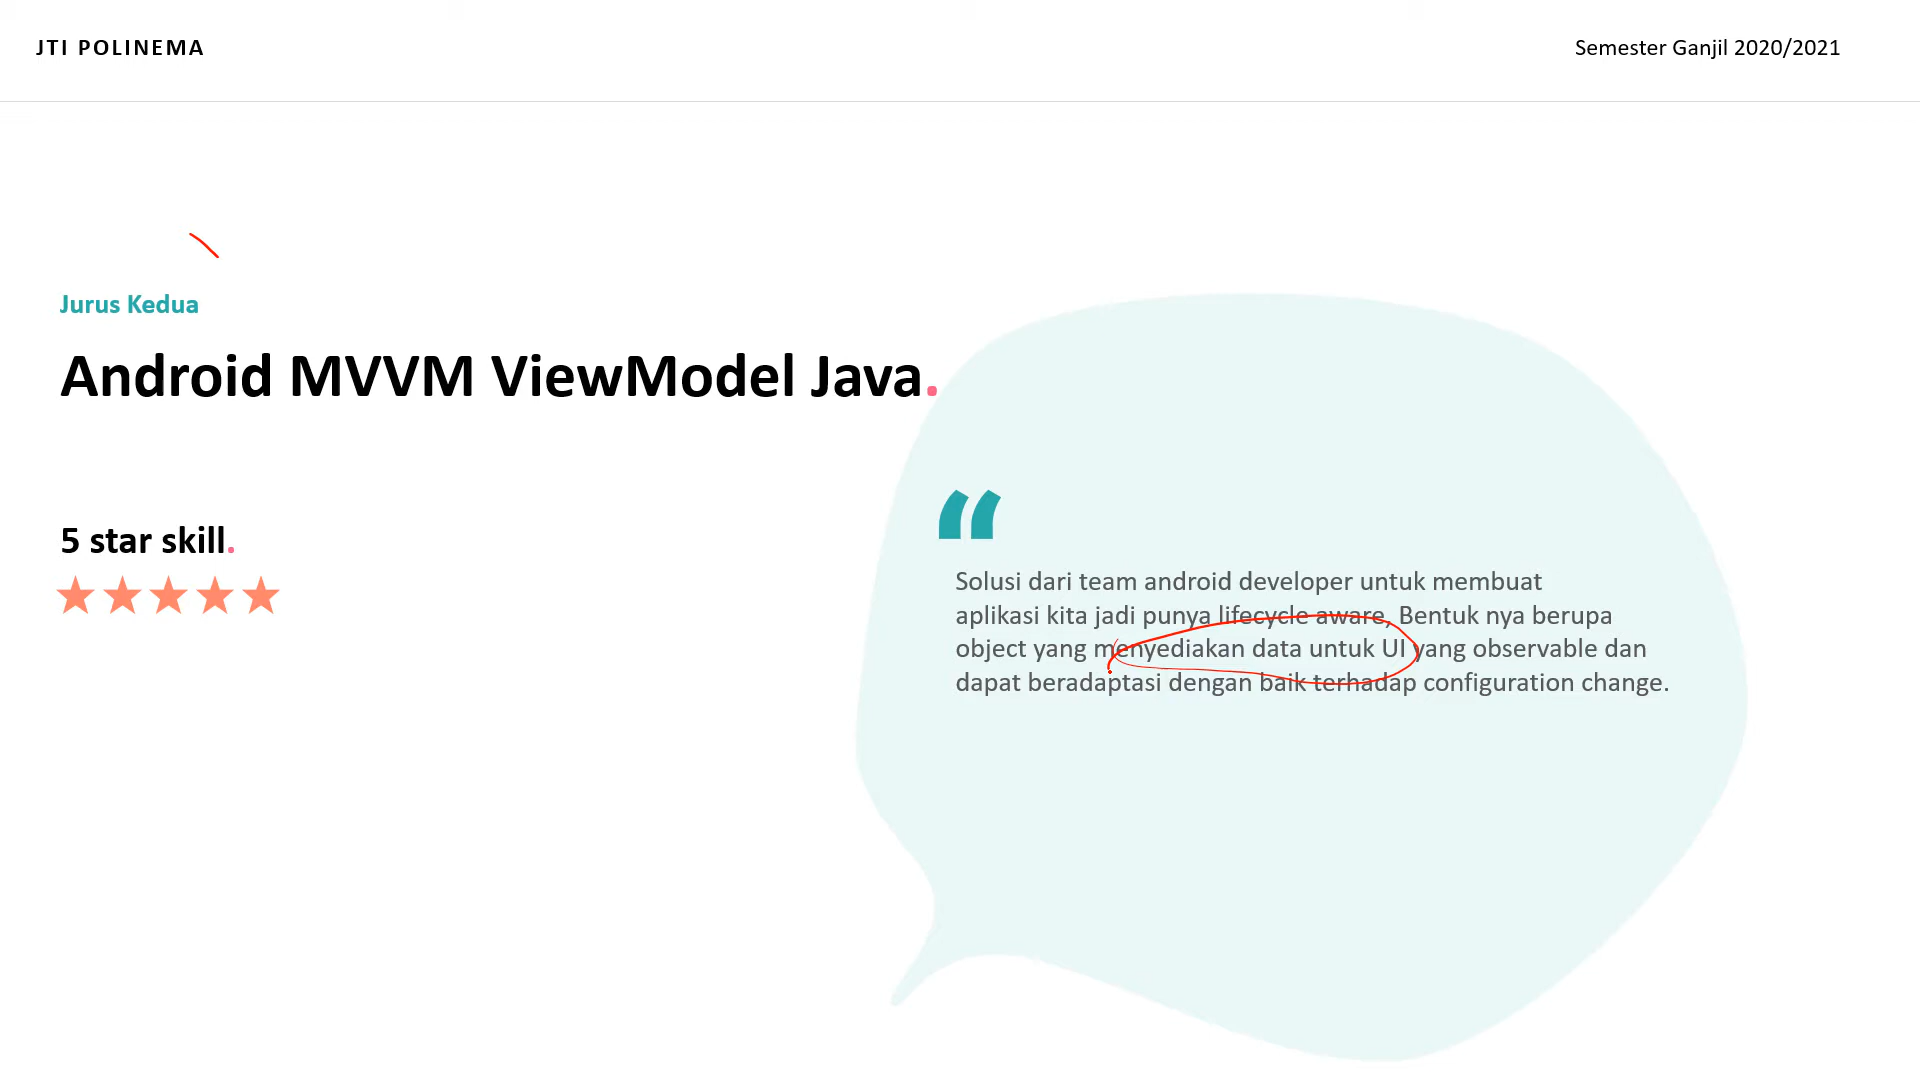 JTI POLINEMA
Semester Ganjil 2020/2021
Jurus Kedua
Android MVVM ViewModel Java.
5 star skill.
“
Solusi dari team android developer untuk membuat
aplikasi kita jadi punya lifecycle aware, Bentuk nya berupa
object yang menyediakan data untuk UI yang observable dan
dapat beradaptasi dengan baik terhadap configuration change.